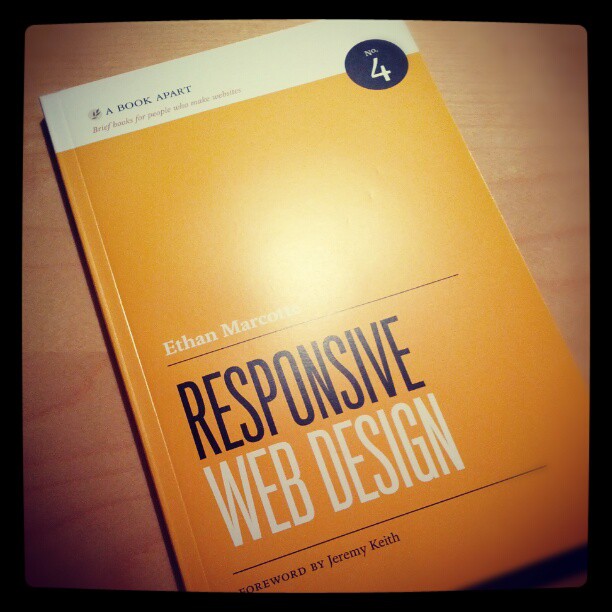 A BOOK APART
Brief books for people who make websites
No.
4
Ethan Marcotte
RESPONSIVE
WEB DESIGN
FOREWORD BY Jeremy Keith